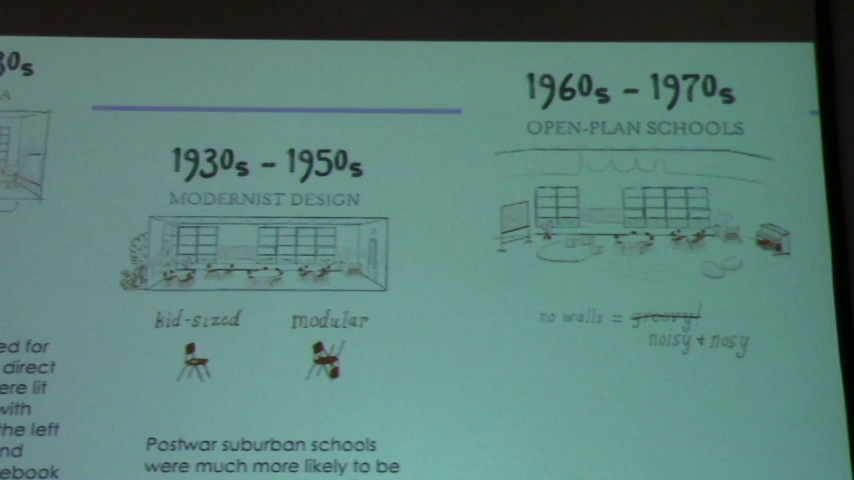 30s
A
ed for
direct
ere lit
with
the left
nd
ebook
1930s - 1950s
MODERNIST DESIGN
kid-sized modular
Postwar suburban schools
were much more likely to be
1960s - 1970s
OPEN-PLAN SCHOOLS
no walls = groovy!
noisy + nosy